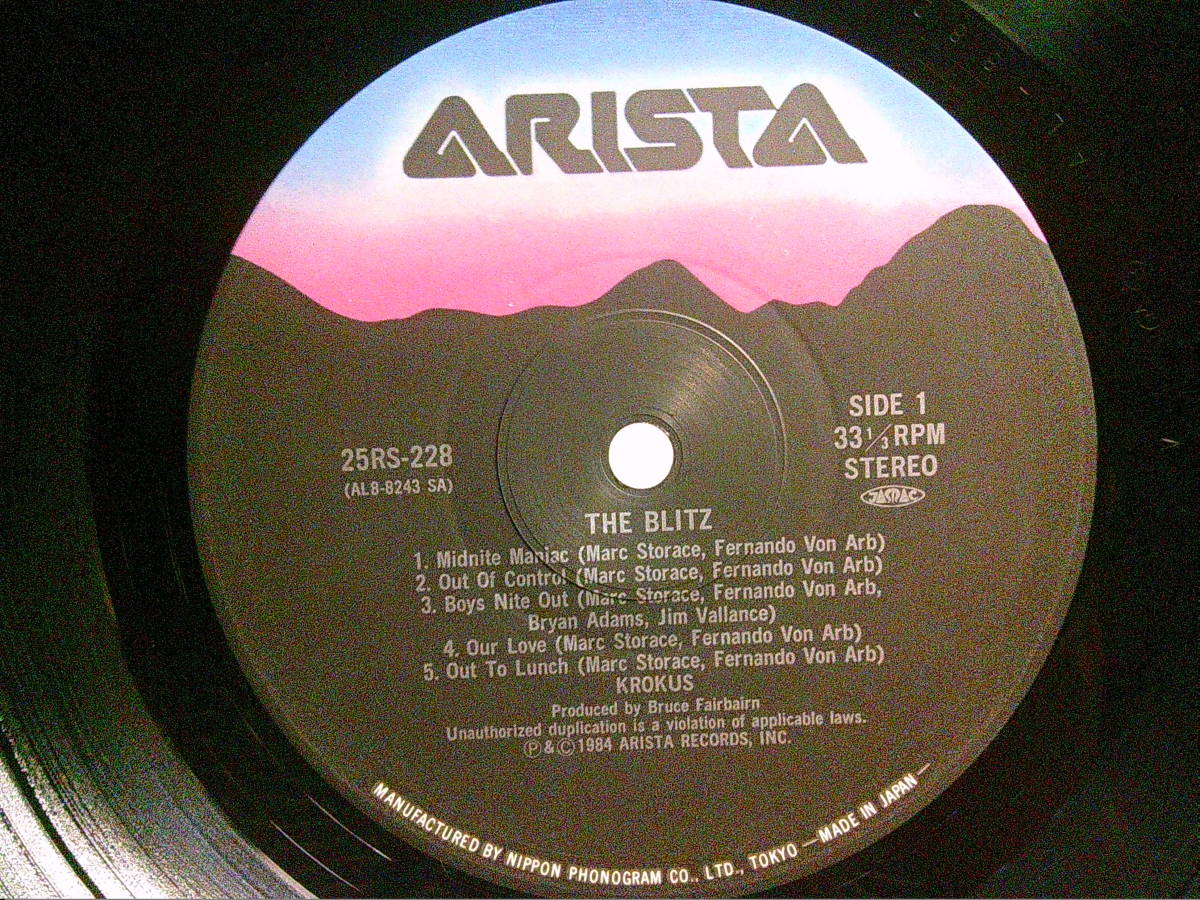 ARISTA
SIDE 1
33 1/3 RPM
STEREO
JASRAC
25RS-228
(AL8-8243 SA)
THE BLITZ
1. Midnite Maniac (Marc Storace, Fernando Von Arb)
2. Out Of Control (Marc Storace, Fernando Von Arb)
3. Boys Nite Out (Marc Storace, Fernando Von Arb,
Bryan Adams, Jim Vallance)
4. Our Love (Marc Storace, Fernando Von Arb)
5. Out To Lunch (Marc Storace, Fernando Von Arb)
KROKUS
Produced by Bruce Fairbairn
Unauthorized duplication is a violation of applicable laws.
Ⓟ&Ⓒ1984 ARISTA RECORDS, INC.
MANUFACTURED BY NIPPON PHONOGRAM CO., LTD., TOKYO —MADE IN JAPAN—